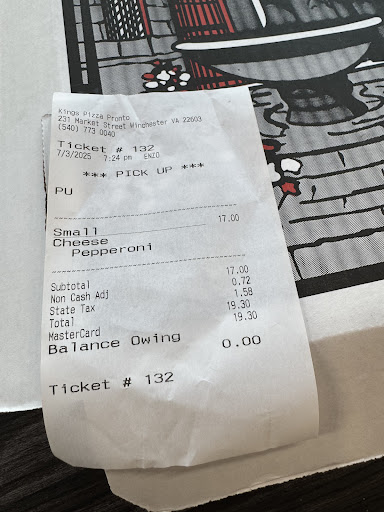 Kings Pizza Pronto
231 Market Street Winchester VA 22603
(540) 773 0040
Ticket # 132
7/3/2025 7:24 pm ENZO
*** PICK UP ***
PU
Small 17.00
Cheese
Pepperoni
Subtotal 17.00
Non Cash Adj 0.72
State Tax 1.58
Total 19.30
MasterCard 19.30
Balance Owing 0.00
Ticket # 132